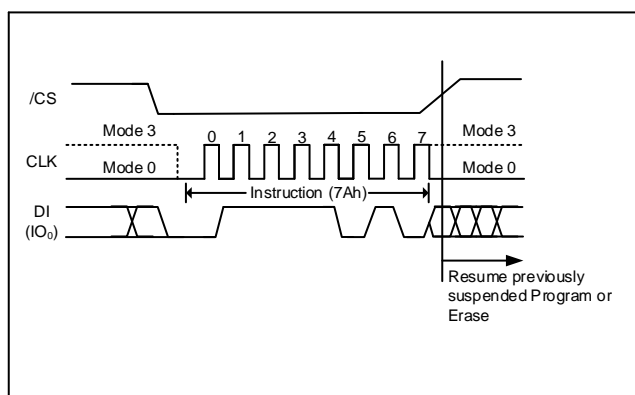 /CS
Mode 3
0 1 2 3 4 5 6 7
Mode 3
CLK
Mode 0
Mode 0
Instruction (7Ah)
DI
(IO₀)
Resume previously
suspended Program or
Erase